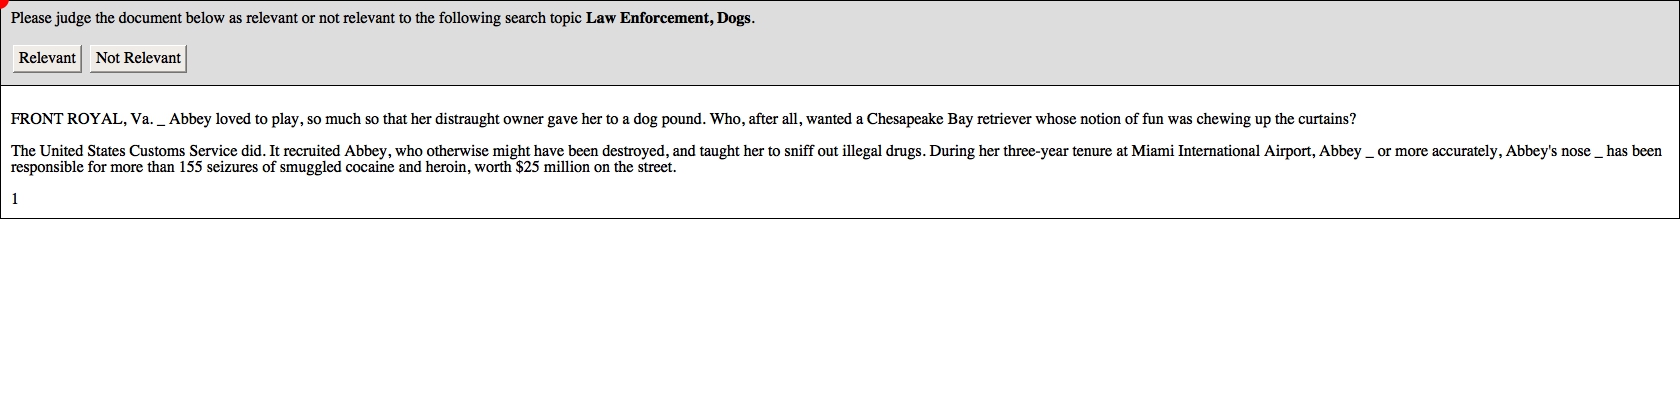 Please judge the document below as relevant or not relevant to the following search topic Law Enforcement, Dogs.
Relevant Not Relevant
FRONT ROYAL, Va. _ Abbey loved to play, so much so that her distraught owner gave her to a dog pound. Who, after all, wanted a Chesapeake Bay retriever whose notion of fun was chewing up the curtains?
The United States Customs Service did. It recruited Abbey, who otherwise might have been destroyed, and taught her to sniff out illegal drugs. During her three-year tenure at Miami International Airport, Abbey _ or more accurately, Abbey's nose _ has been
responsible for more than 155 seizures of smuggled cocaine and heroin, worth $25 million on the street.
1